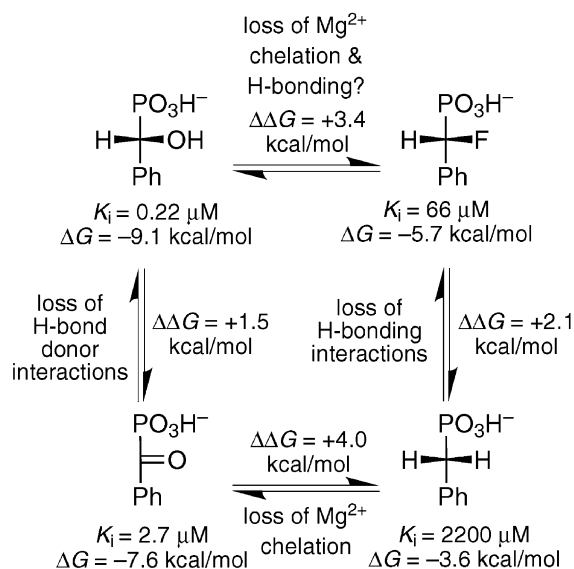 loss of Mg²⁺
chelation &
H-bonding?
ΔΔG = +3.4
kcal/mol
PO₃H⁻
H OH
Ph
Kᵢ = 0.22 μM
ΔG = –9.1 kcal/mol
PO₃H⁻
H F
Ph
Kᵢ = 66 μM
ΔG = –5.7 kcal/mol
loss of
H-bond
donor
interactions
ΔΔG = +1.5
kcal/mol
loss of
H-bonding
interactions
ΔΔG = +2.1
kcal/mol
PO₃H⁻
O
Ph
Kᵢ = 2.7 μM
ΔG = –7.6 kcal/mol
ΔΔG = +4.0
kcal/mol
loss of Mg²⁺
chelation
PO₃H⁻
H H
Ph
Kᵢ = 2200 μM
ΔG = –3.6 kcal/mol